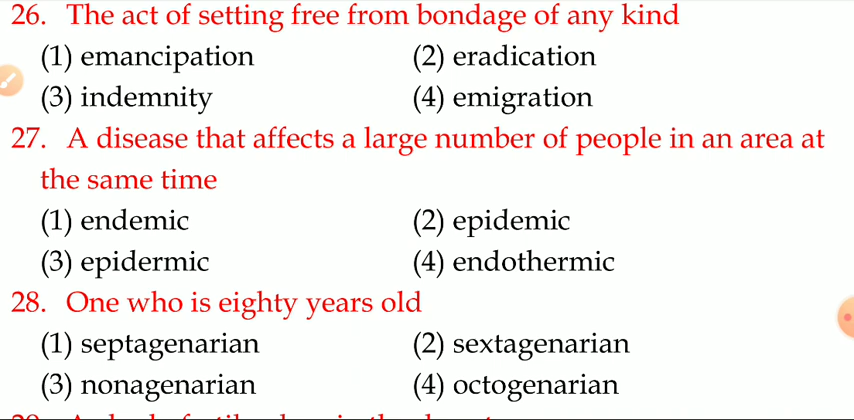 26. The act of setting free from bondage of any kind
(1) emancipation (2) eradication
(3) indemnity (4) emigration
27. A disease that affects a large number of people in an area at
the same time
(1) endemic (2) epidemic
(3) epidermic (4) endothermic
28. One who is eighty years old
(1) septagenarian (2) sextagenarian
(3) nonagenarian (4) octogenarian